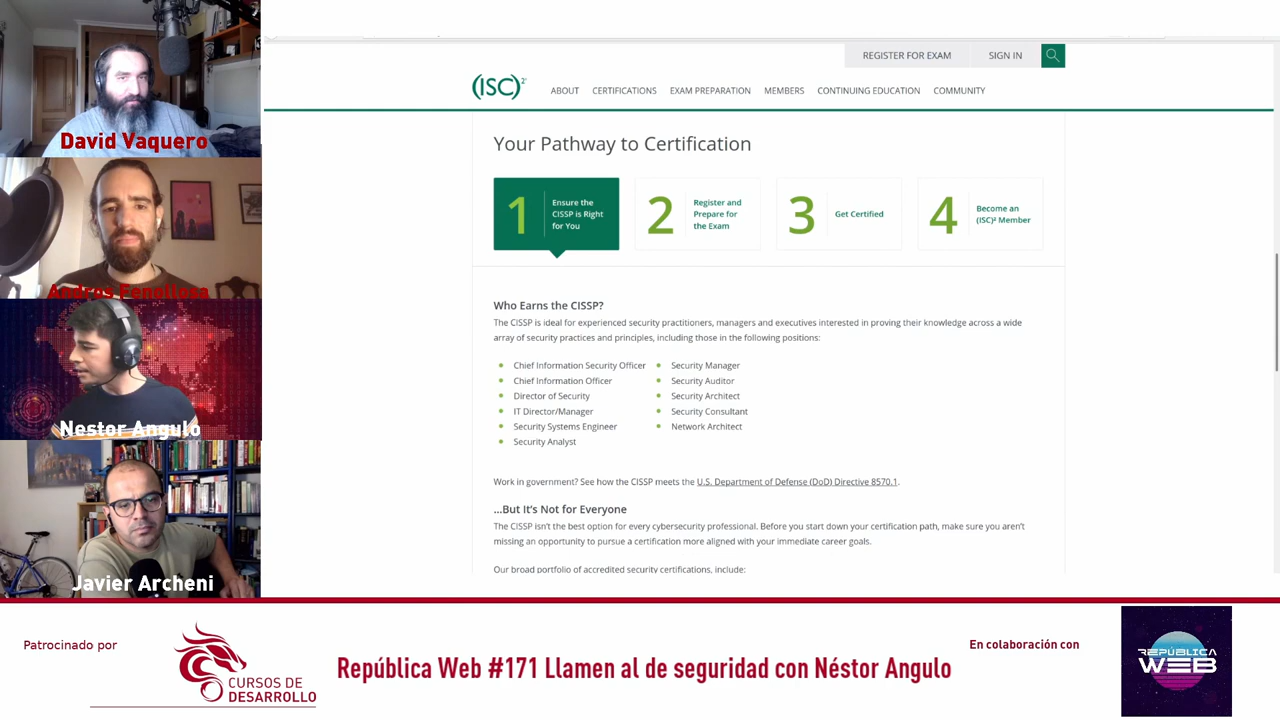 David Vaquero
Andros Fenollosa
Nestor Angulo
Javier Archeni
REGISTER FOR EXAM
SIGN IN
(ISC)²
ABOUT
CERTIFICATIONS
EXAM PREPARATION
MEMBERS
CONTINUING EDUCATION
COMMUNITY
Your Pathway to Certification
1
Ensure the
CISSP is Right
for You
2
Register and
Prepare for
the Exam
3
Get Certified
4
Become an
(ISC)² Member
Who Earns the CISSP?
The CISSP is ideal for experienced security practitioners, managers and executives interested in proving their knowledge across a wide
array of security practices and principles, including those in the following positions:
Chief Information Security Officer
Chief Information Officer
Director of Security
IT Director/Manager
Security Systems Engineer
Security Analyst
Security Manager
Security Auditor
Security Architect
Security Consultant
Network Architect
Work in government? See how the CISSP meets the U.S. Department of Defense (DoD) Directive 8570.1.
...But It's Not for Everyone
The CISSP isn't the best option for every cybersecurity professional. Before you start down your certification path, make sure you aren't
missing an opportunity to pursue a certification more aligned with your immediate career goals.
Our broad portfolio of accredited security certifications, include:
Patrocinado por
CURSOS DE
DESARROLLO
República Web #171 Llamen al de seguridad con Néstor Angulo
En colaboración con
REPÚBLICA
WEB